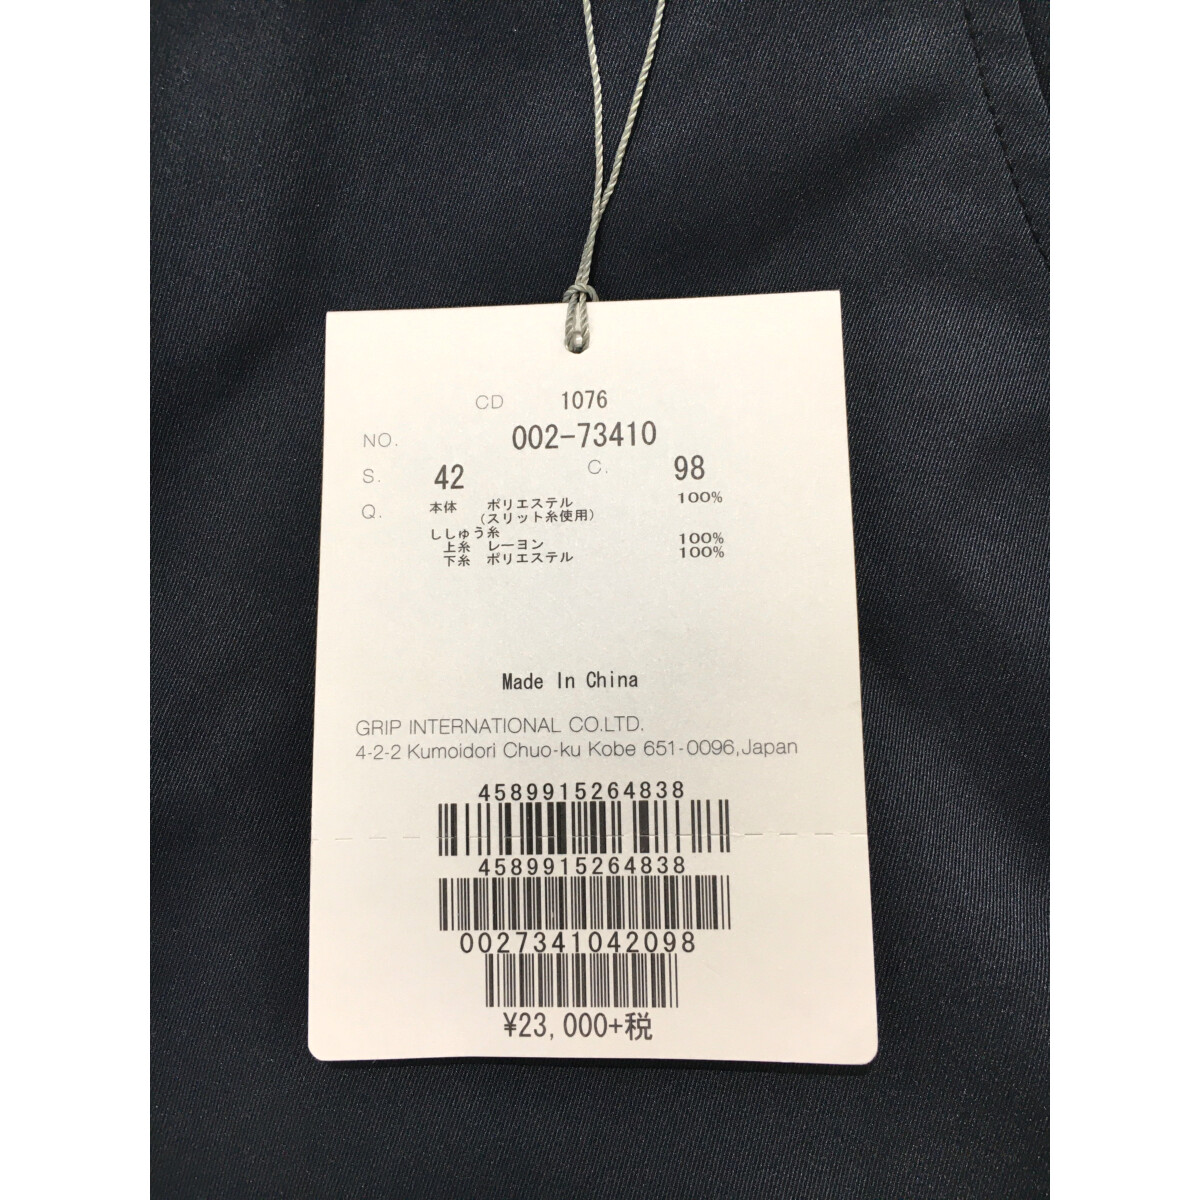 CD 1076
NO. 002-73410
S. 42 C. 98
Q. 本体 ポリエステル 100%
(スリット糸使用)
ししゅう糸
上糸 レーヨン 100%
下糸 ポリエステル 100%
Made In China
GRIP INTERNATIONAL CO.LTD.
4-2-2 Kumoidori Chuo-ku Kobe 651-0096,Japan
4589915264838
4589915264838
0027341042098
¥23,000+税